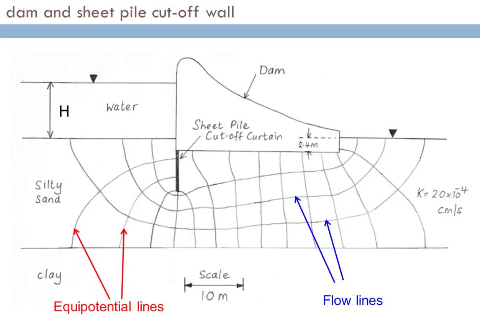 dam and sheet pile cut-off wall
Dam
H
water
Sheet Pile
Cut-off Curtain
2.4m
Silty
Sand
K=20x10⁻⁴
cm/s
clay
Scale
10 m
Equipotential lines
Flow lines